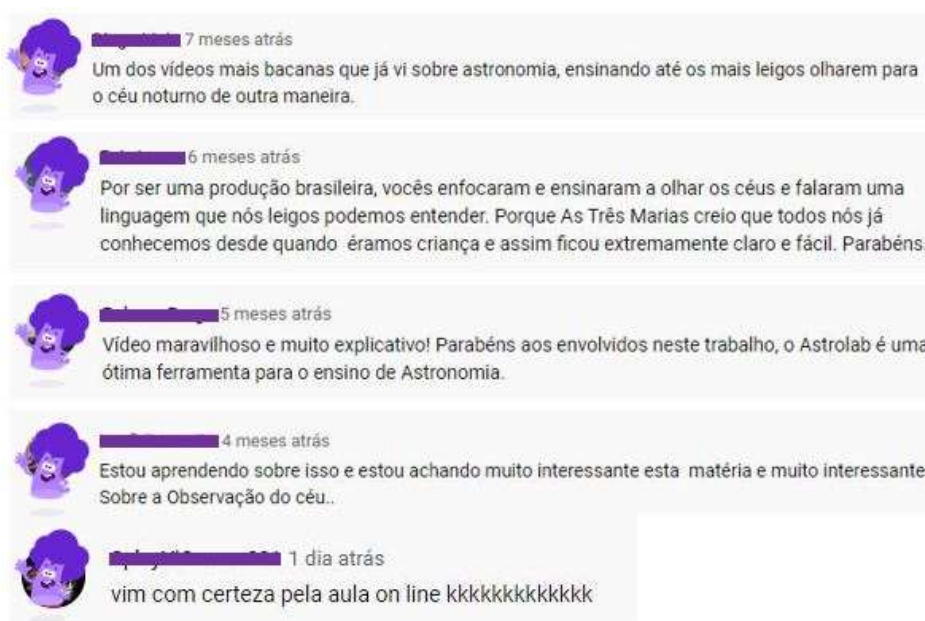 7 meses atrás
Um dos vídeos mais bacanas que já vi sobre astronomia, ensinando até os mais leigos olharem para
o céu noturno de outra maneira.
6 meses atrás
Por ser uma produção brasileira, vocês enfocaram e ensinaram a olhar os céus e falaram uma
linguagem que nós leigos podemos entender. Porque As Três Marias creio que todos nós já
conhecemos desde quando éramos criança e assim ficou extremamente claro e fácil. Parabéns.
5 meses atrás
Vídeo maravilhoso e muito explicativo! Parabéns aos envolvidos neste trabalho, o Astrolab é uma
ótima ferramenta para o ensino de Astronomia.
4 meses atrás
Estou aprendendo sobre isso e estou achando muito interessante esta matéria e muito interessante
Sobre a Observação do céu..
1 dia atrás
vim com certeza pela aula on line kkkkkkkkkkkkk